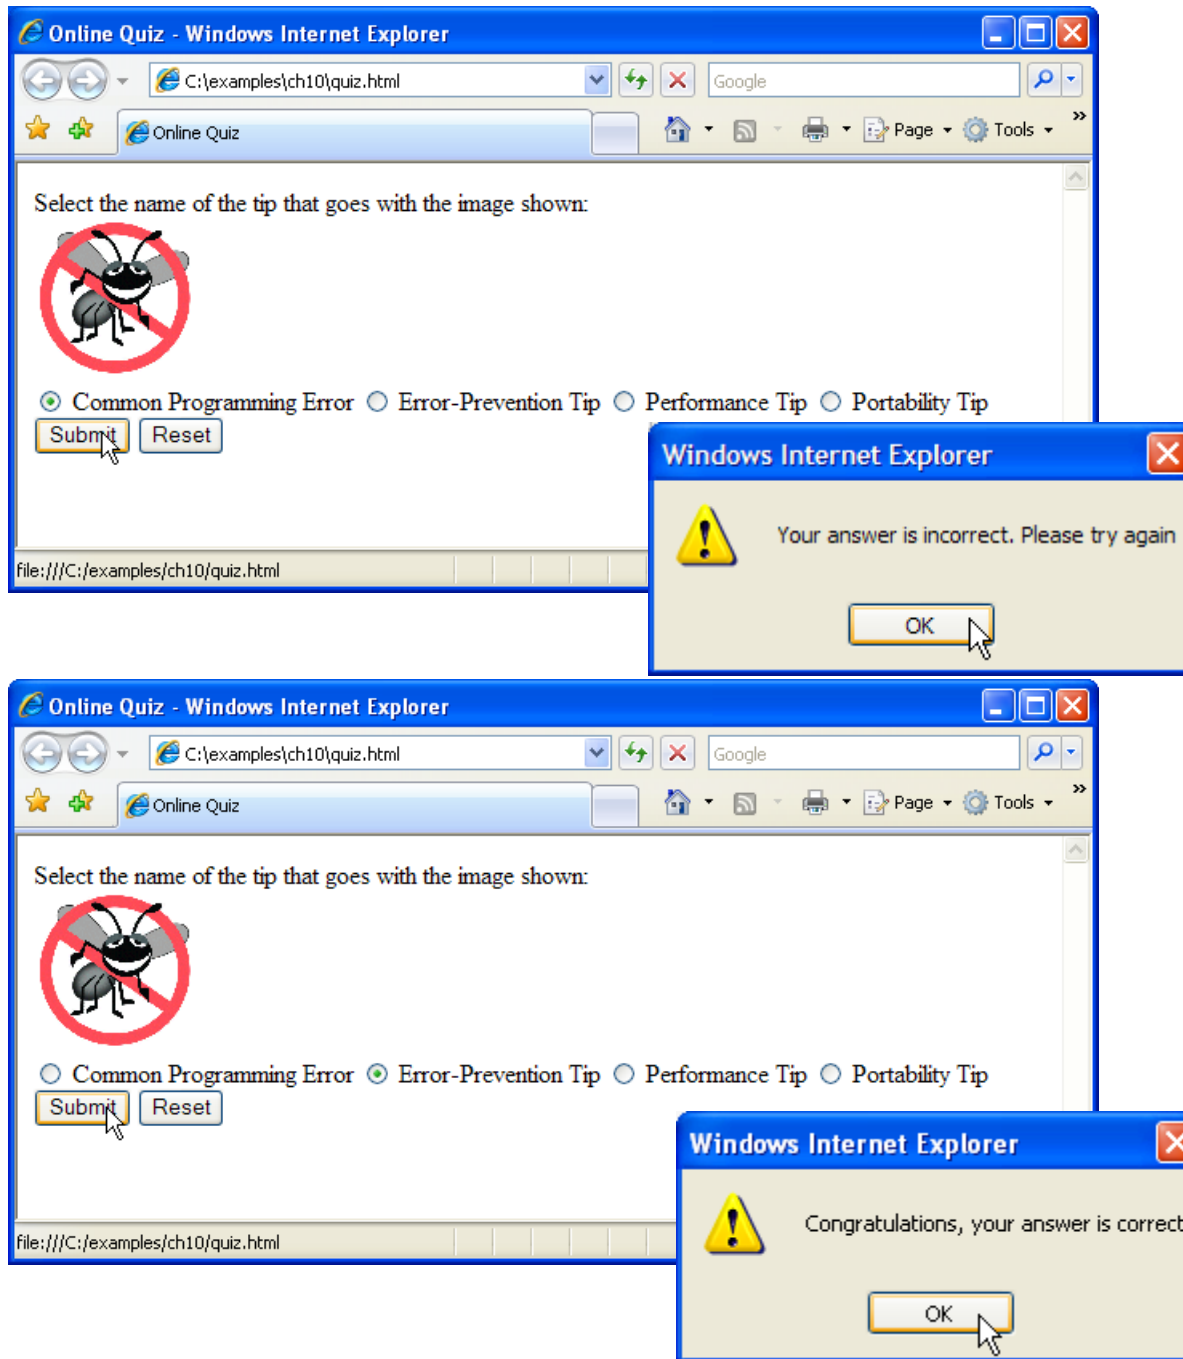 Online Quiz - Windows Internet Explorer
C:\examples\ch10\quiz.html
Google
Online Quiz
Page
Tools
»
Select the name of the tip that goes with the image shown:
Common Programming Error Error-Prevention Tip Performance Tip Portability Tip
Submit Reset
Windows Internet Explorer
Your answer is incorrect. Please try again
OK
file:///C:/examples/ch10/quiz.html
Online Quiz - Windows Internet Explorer
C:\examples\ch10\quiz.html
Google
Online Quiz
Page
Tools
»
Select the name of the tip that goes with the image shown:
Common Programming Error Error-Prevention Tip Performance Tip Portability Tip
Submit Reset
Windows Internet Explorer
Congratulations, your answer is correct
OK
file:///C:/examples/ch10/quiz.html